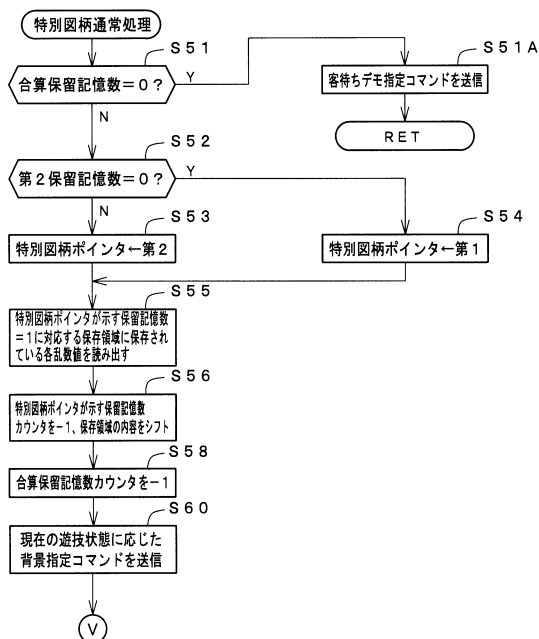 特別図柄通常処理
S51
合算保留記憶数=0?
Y
N
S51A
客待ちデモ指定コマンドを送信
RET
S52
第2保留記憶数=0?
Y
N
S53
特別図柄ポインタ←第2
S54
特別図柄ポインタ←第1
S55
特別図柄ポインタが示す保留記憶数
=1に対応する保存領域に保存され
ている各乱数値を読み出す
S56
特別図柄ポインタが示す保留記憶数
カウンタを-1、保存領域の内容をシフト
S58
合算保留記憶数カウンタを-1
S60
現在の遊技状態に応じた
背景指定コマンドを送信
V